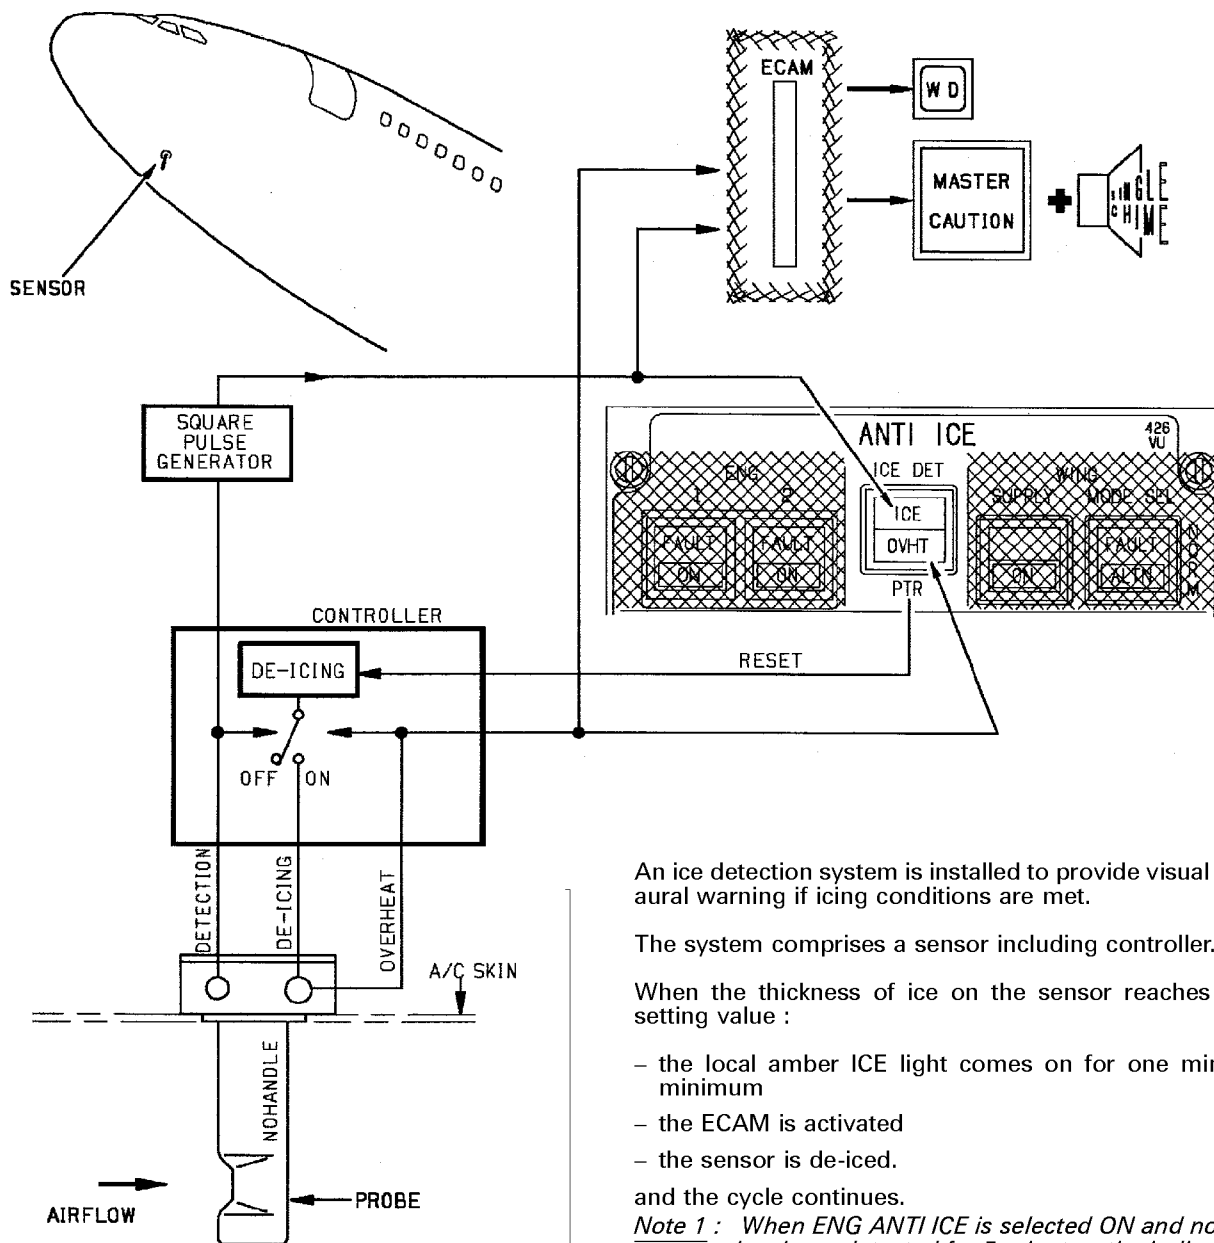 ECAM
W D
MASTER
CAUTION
SINGLE
CHIME
SENSOR
SQUARE
PULSE
GENERATOR
ANTI ICE
426
VU
ENG
1 2
ICE DET
WING
SUPPLY MODE SEL
ICE
FAULT FAULT
OVHT
FAULT
ON ON
ON
ALTN
NORM
PTR
CONTROLLER
DE-ICING
RESET
OFF ON
DETECTION
DE-ICING
OVERHEAT
A/C SKIN
NOHANDLE
AIRFLOW
PROBE
An ice detection system is installed to provide visual
aural warning if icing conditions are met.
The system comprises a sensor including controller.
When the thickness of ice on the sensor reaches
setting value :
– the local amber ICE light comes on for one
minimum
– the ECAM is activated
– the sensor is de-iced.
and the cycle continues.
Note 1 : When ENG ANTI ICE is selected ON and no